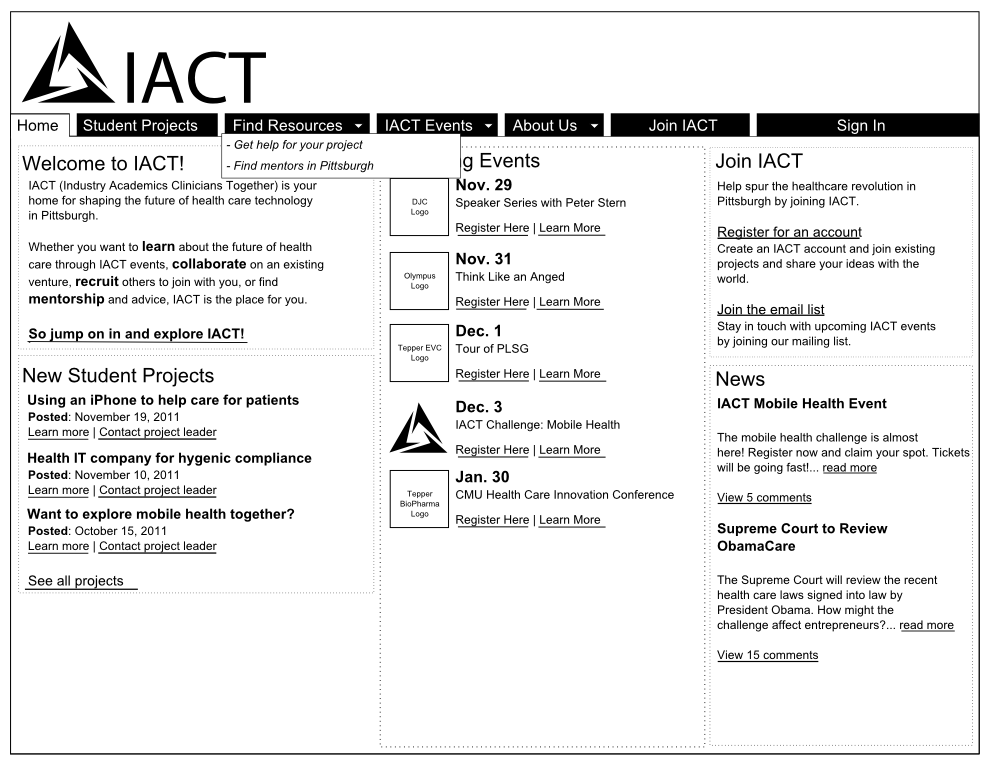 IACT
Home
Student Projects
Find Resources
IACT Events
About Us
Join IACT
Sign In
- Get help for your project
- Find mentors in Pittsburgh
Welcome to IACT!
IACT (Industry Academics Clinicians Together) is your
home for shaping the future of health care technology
in Pittsburgh.
Whether you want to learn about the future of health
care through IACT events, collaborate on an existing
venture, recruit others to join with you, or find
mentorship and advice, IACT is the place for you.
So jump on in and explore IACT!
New Student Projects
Using an iPhone to help care for patients
Posted: November 19, 2011
Learn more | Contact project leader
Health IT company for hygenic compliance
Posted: November 10, 2011
Learn more | Contact project leader
Want to explore mobile health together?
Posted: October 15, 2011
Learn more | Contact project leader
See all projects
g Events
DJC
Logo
Nov. 29
Speaker Series with Peter Stern
Register Here | Learn More
Olympus
Logo
Nov. 31
Think Like an Anged
Register Here | Learn More
Tepper EVC
Logo
Dec. 1
Tour of PLSG
Register Here | Learn More
Dec. 3
IACT Challenge: Mobile Health
Register Here | Learn More
Tepper
BioPharma
Logo
Jan. 30
CMU Health Care Innovation Conference
Register Here | Learn More
Join IACT
Help spur the healthcare revolution in
Pittsburgh by joining IACT.
Register for an account
Create an IACT account and join existing
projects and share your ideas with the
world.
Join the email list
Stay in touch with upcoming IACT events
by joining our mailing list.
News
IACT Mobile Health Event
The mobile health challenge is almost
here! Register now and claim your spot. Tickets
will be going fast!... read more
View 5 comments
Supreme Court to Review
ObamaCare
The Supreme Court will review the recent
health care laws signed into law by
President Obama. How might the
challenge affect entrepreneurs?... read more
View 15 comments